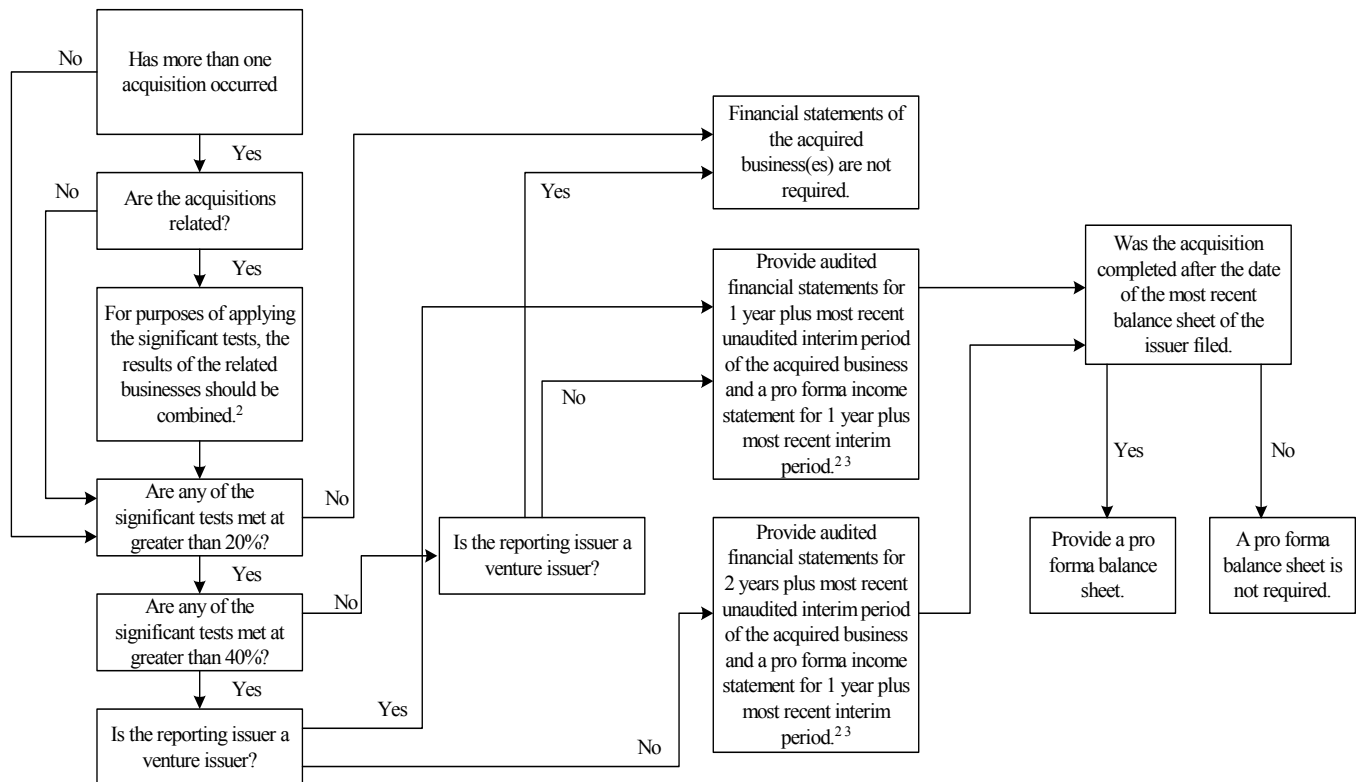 No
Has more than one
acquisition occurred
Yes
No
Are the acquisitions
related?
Yes
For purposes of applying
the significant tests, the
results of the related
businesses should be
combined.2
Are any of the
significant tests met at
greater than 20%?
No
Yes
Are any of the
significant tests met at
greater than 40%?
No
Yes
Is the reporting issuer a
venture issuer?
Yes
No
Is the reporting issuer a
venture issuer?
Yes
No
Financial statements of
the acquired
business(es) are not
required.
Provide audited
financial statements for
1 year plus most recent
unaudited interim period
of the acquired business
and a pro forma income
statement for 1 year plus
most recent interim
period.2 3
Provide audited
financial statements for
2 years plus most recent
unaudited interim period
of the acquired business
and a pro forma income
statement for 1 year plus
most recent interim
period.2 3
Was the acquisition
completed after the date
of the most recent
balance sheet of the
issuer filed.
Yes
No
Provide a pro
forma balance
sheet.
A pro forma
balance sheet is
not required.